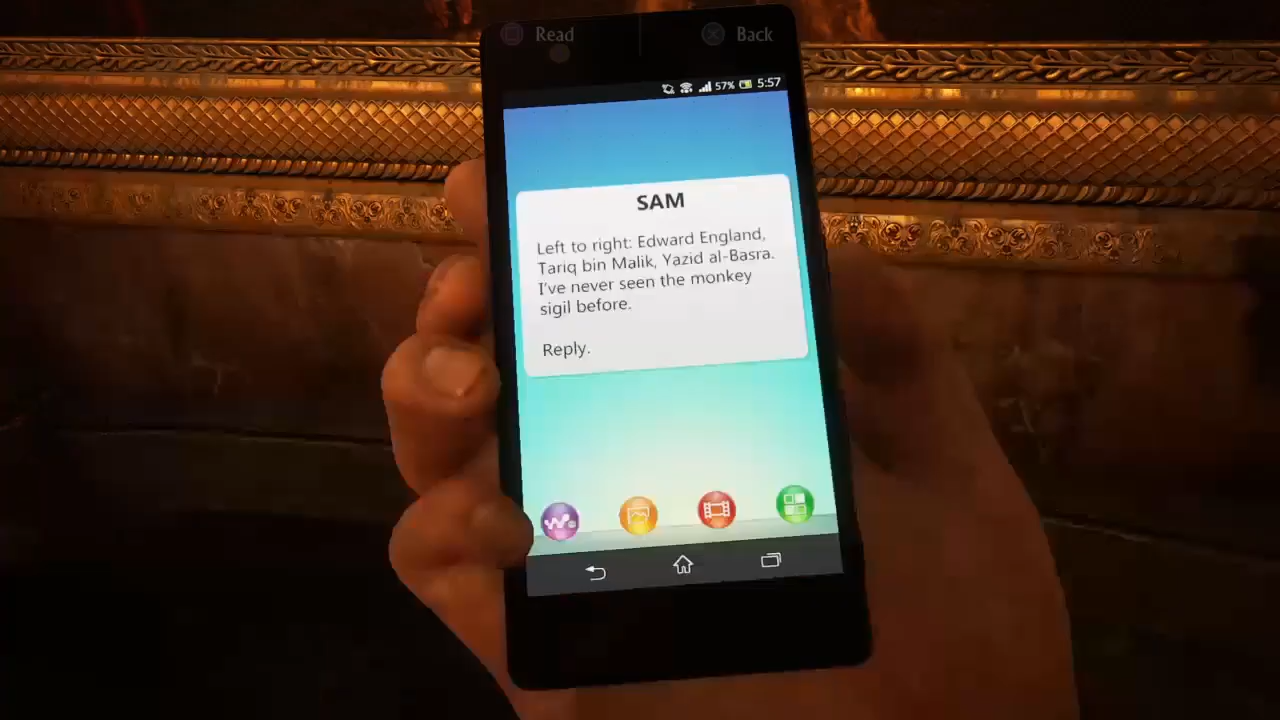 Read
Back
57% 5:57
SAM
Left to right: Edward England,
Tariq bin Malik, Yazid al-Basra.
I've never seen the monkey
sigil before.
Reply.